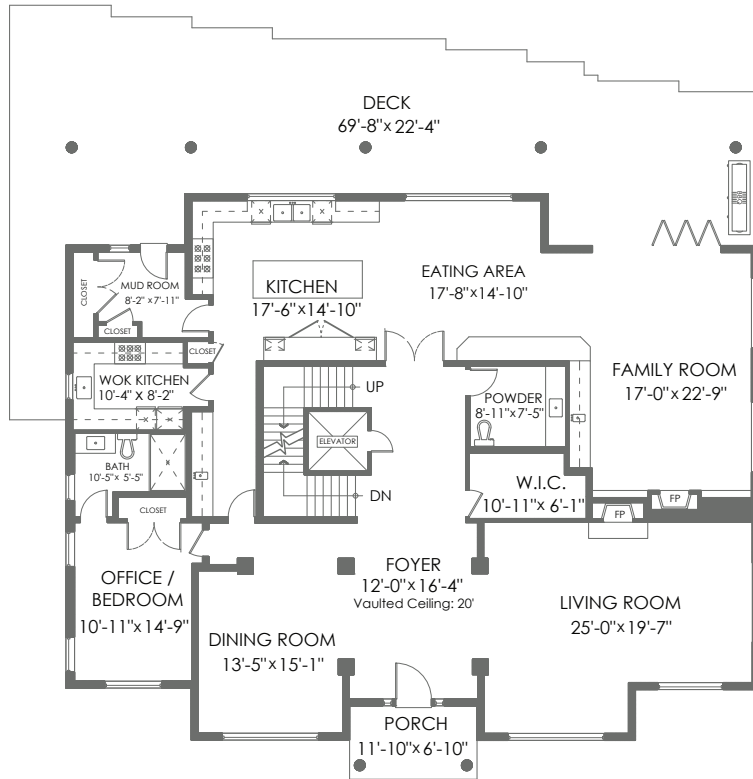 DECK
69'-8" x 22'-4"
MUD ROOM
8'-2" x 7'-11"
CLOSET
CLOSET
KITCHEN
17'-6" x 14'-10"
EATING AREA
17'-8" x 14'-10"
CLOSET
WOK KITCHEN
10'-4" x 8'-2"
UP
ELEVATOR
DN
POWDER
8'-11" x 7'-5"
FAMILY ROOM
17'-0" x 22'-9"
BATH
10'-5" x 5'-5"
W.I.C.
10'-11" x 6'-1"
FP
FP
CLOSET
OFFICE /
BEDROOM
10'-11" x 14'-9"
FOYER
12'-0" x 16'-4"
Vaulted Ceiling: 20'
LIVING ROOM
25'-0" x 19'-7"
DINING ROOM
13'-5" x 15'-1"
PORCH
11'-10" x 6'-10"